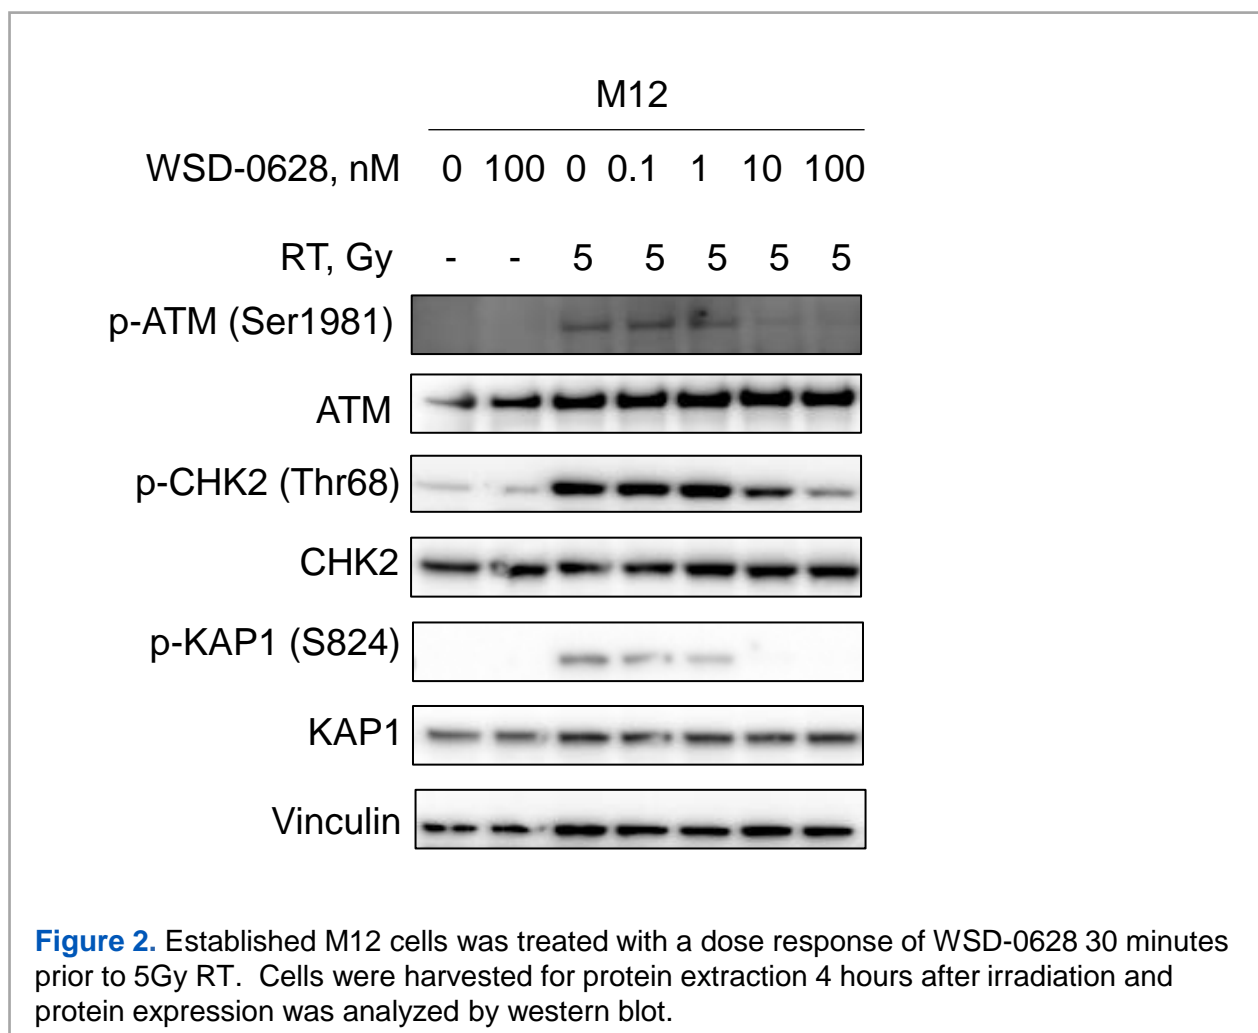 M12
WSD-0628, nM 0 100 0 0.1 1 10 100
RT, Gy - - 5 5 5 5 5
p-ATM (Ser1981)
ATM
p-CHK2 (Thr68)
CHK2
p-KAP1 (S824)
KAP1
Vinculin
Figure 2. Established M12 cells was treated with a dose response of WSD-0628 30 minutes
prior to 5Gy RT. Cells were harvested for protein extraction 4 hours after irradiation and
protein expression was analyzed by western blot.